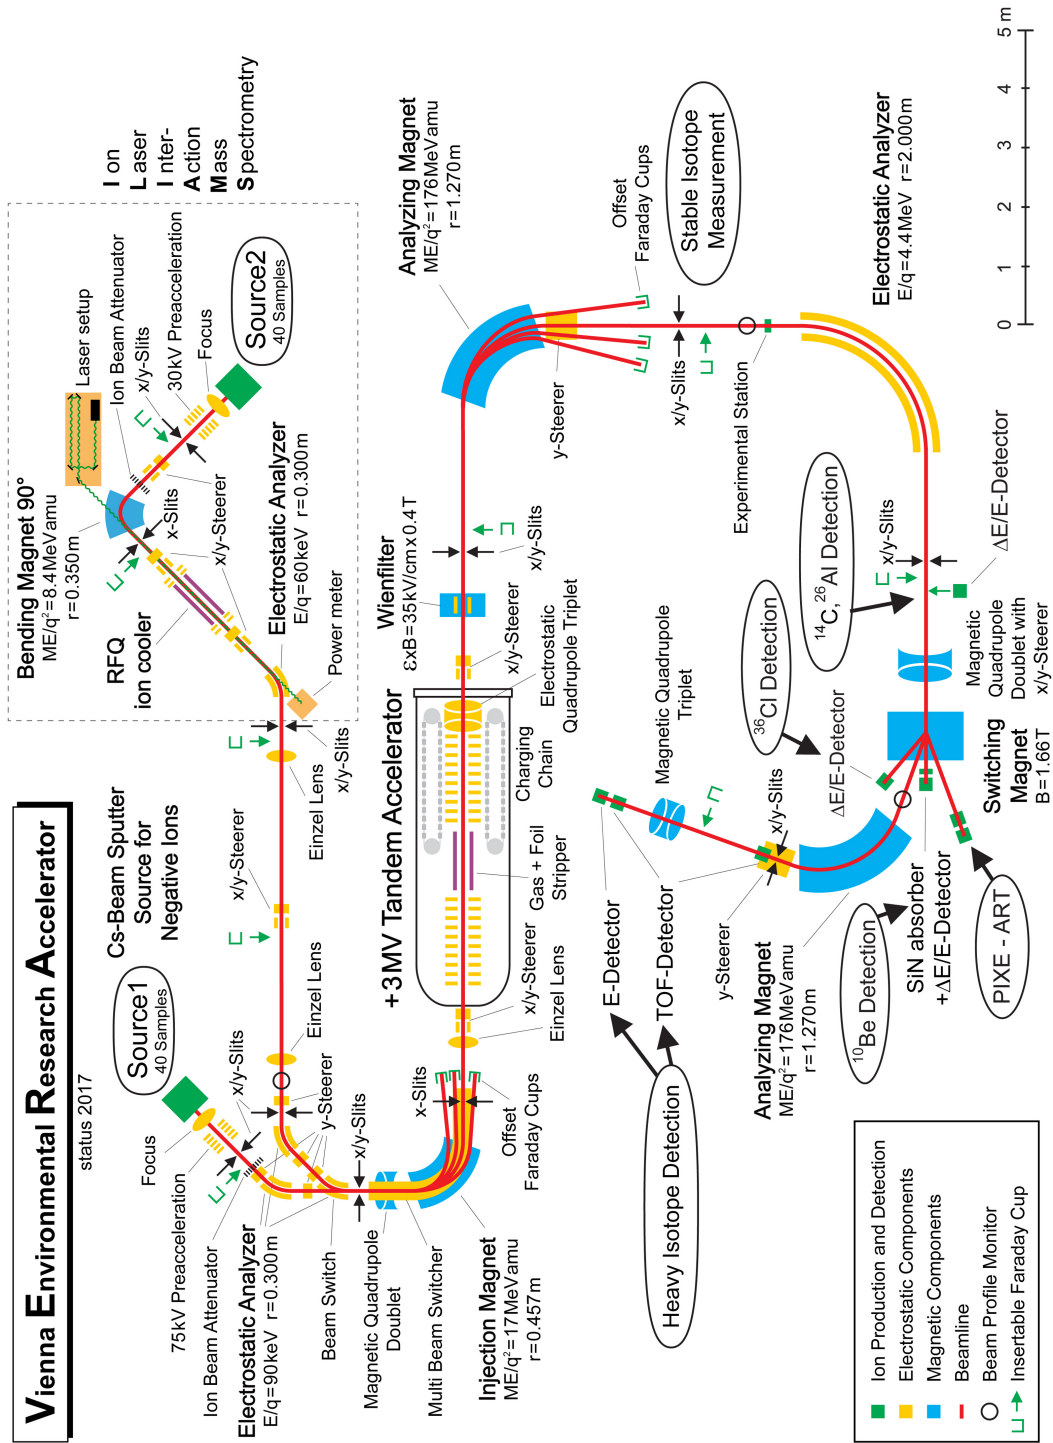 Vienna Environmental Research Accelerator
status 2017
Source1
40 Samples
Cs-Beam Sputter
Source for
Negative Ions
Focus
75kV Preacceleration
Ion Beam Attenuator
x/y-Slits
Electrostatic Analyzer
E/q=90keV r=0.300m
Beam Switch
y-Steerer
Einzel Lens
x/y-Steerer
Einzel Lens
x/y-Slits
Bending Magnet 90°
ME/q²=8.4MeVamu
r=0.350m
RFQ
ion cooler
Laser setup
Ion Beam Attenuator
x/y-Slits
30kV Preacceleration
Focus
Source2
40 Samples
x-Slits
x/y-Steerer
Electrostatic Analyzer
E/q=60keV r=0.300m
Power meter
Ion
Laser
Inter-
Action
Mass
Spectrometry
x/y-Slits
Magnetic Quadrupole
Doublet
Multi Beam Switcher
Injection Magnet
ME/q²=17MeVamu
r=0.457m
x-Slits
Offset
Faraday Cups
x/y-Steerer
Einzel Lens
+3MV Tandem Accelerator
Gas + Foil
Stripper
Charging
Chain
Electrostatic
Quadrupole Triplet
x/y-Steerer
Wienfilter
ƐxB=35kV/cmx0.4T
x/y-Slits
Analyzing Magnet
ME/q²=176MeVamu
r=1.270m
y-Steerer
Offset
Faraday Cups
Stable Isotope
Measurement
x/y-Slits
Experimental Station
Electrostatic Analyzer
E/q=4.4MeV r=2.000m
Heavy Isotope Detection
E-Detector
TOF-Detector
Magnetic Quadrupole
Triplet
y-Steerer
x/y-Slits
Analyzing Magnet
ME/q²=176MeVamu
r=1.270m
³⁶Cl Detection
ΔE/E-Detector
¹⁴C, ²⁶Al Detection
x/y-Slits
ΔE/E-Detector
¹⁰Be Detection
SiN absorber
+ΔE/E-Detector
PIXE - ART
Switching
Magnet
B=1.66T
Magnetic
Quadrupole
Doublet with
x/y-Steerer
Ion Production and Detection
Electrostatic Components
Magnetic Components
Beamline
Beam Profile Monitor
Insertable Faraday Cup
0 1 2 3 4 5 m